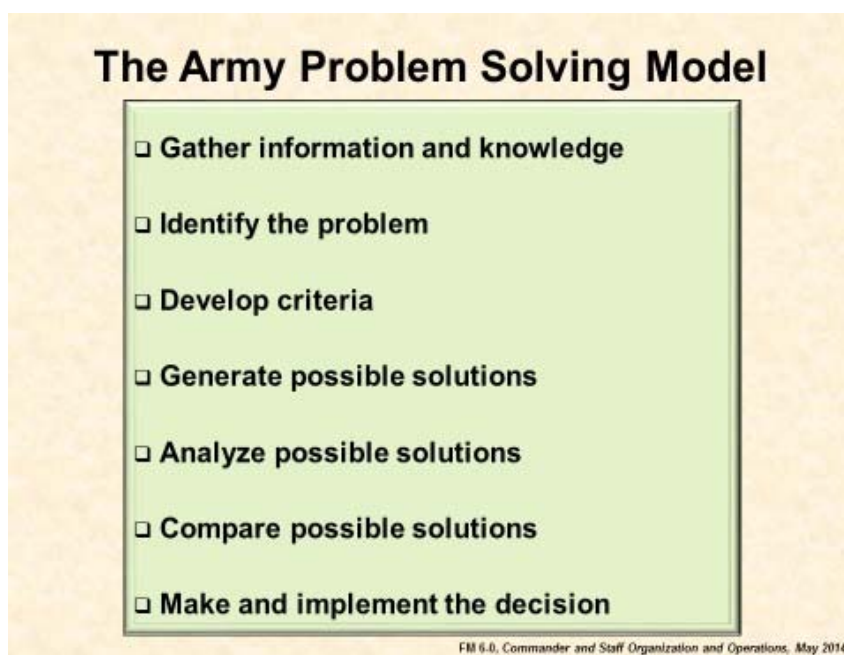 The Army Problem Solving Model
❑ Gather information and knowledge
❑ Identify the problem
❑ Develop criteria
❑ Generate possible solutions
❑ Analyze possible solutions
❑ Compare possible solutions
❑ Make and implement the decision
FM 6-0, Commander and Staff Organization and Operations, May 2014